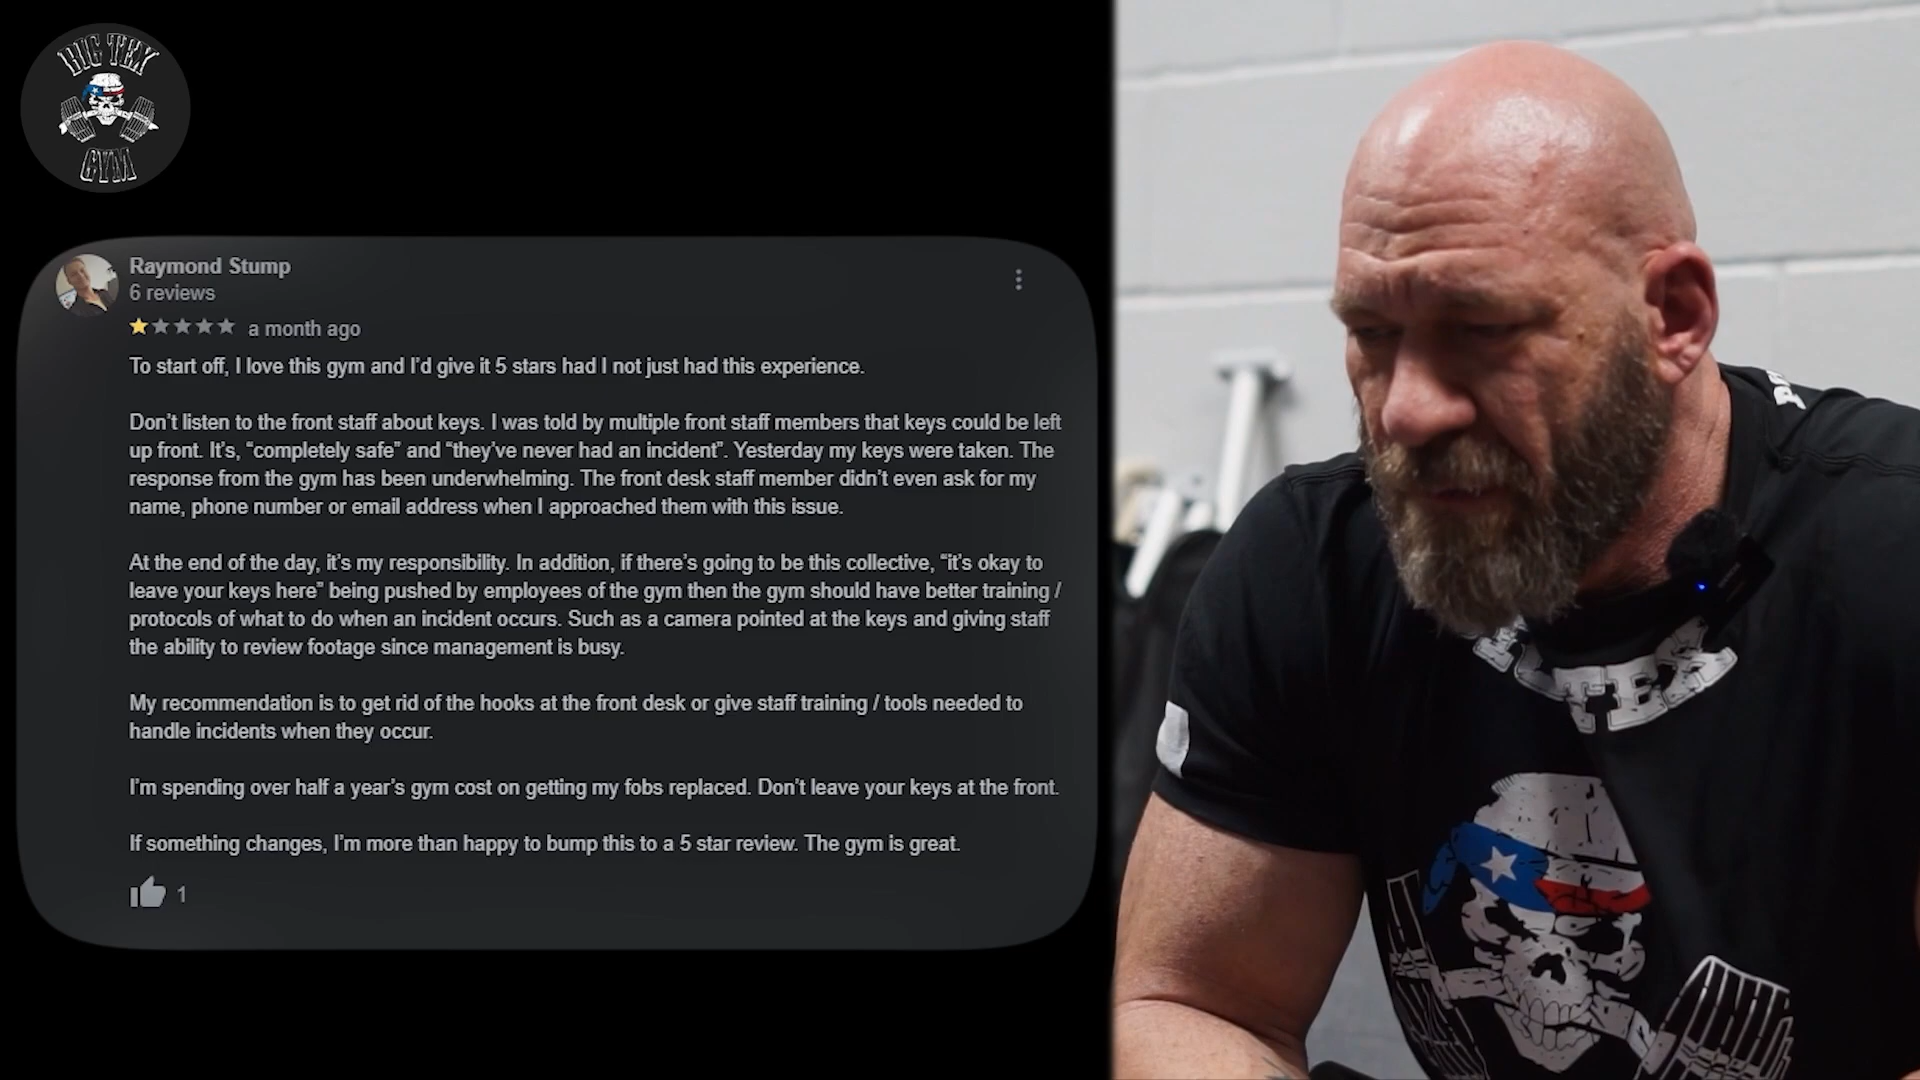 BIG TEX
GYM
Raymond Stump
6 reviews
a month ago
To start off, I love this gym and I'd give it 5 stars had I not just had this experience.
Don't listen to the front staff about keys. I was told by multiple front staff members that keys could be left
up front. It's, “completely safe” and “they've never had an incident”. Yesterday my keys were taken. The
response from the gym has been underwhelming. The front desk staff member didn't even ask for my
name, phone number or email address when I approached them with this issue.
At the end of the day, it's my responsibility. In addition, if there's going to be this collective, “it's okay to
leave your keys here” being pushed by employees of the gym then the gym should have better training /
protocols of what to do when an incident occurs. Such as a camera pointed at the keys and giving staff
the ability to review footage since management is busy.
My recommendation is to get rid of the hooks at the front desk or give staff training / tools needed to
handle incidents when they occur.
I'm spending over half a year's gym cost on getting my fobs replaced. Don't leave your keys at the front.
If something changes, I'm more than happy to bump this to a 5 star review. The gym is great.
1
TEX